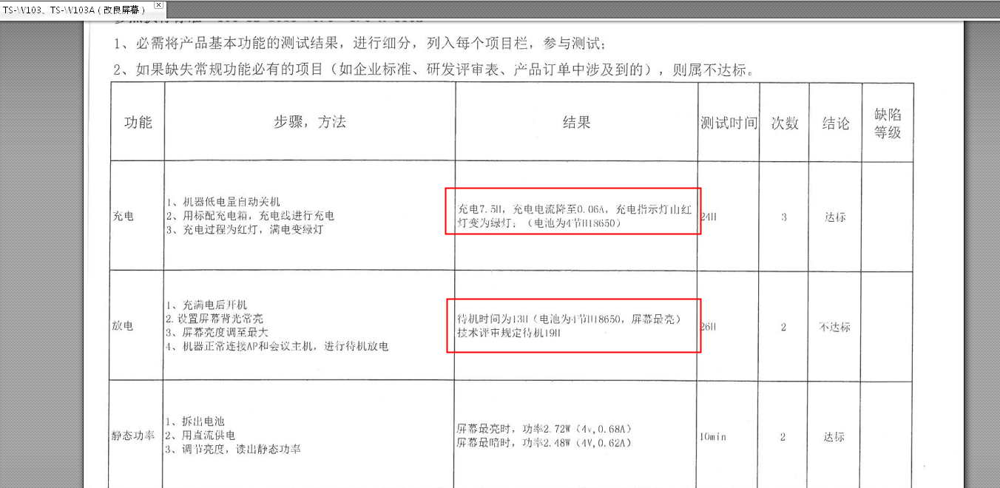 TS-W103、TS-W103A（改良屏幕）
1、必需将产品基本功能的测试结果，进行细分，列入每个项目栏，参与测试；
2、如果缺失常规功能必有的项目（如企业标准、研发评审表、产品订单中涉及到的），则属不达标。
功能
步骤，方法
结果
测试时间
次数
结论
缺陷
等级
充电
1、机器低电量自动关机
2、用标配充电箱，充电线进行充电
3、充电过程为红灯，满电变绿灯
充电7.5H，充电电流降至0.06A，充电指示灯由红
灯变为绿灯；（电池为4节H18650）
24H
3
达标
放电
1、充满电后开机
2.设置屏幕背光常亮
3、屏幕亮度调至最大
4、机器正常连接AP和会议主机，进行待机放电
待机时间为13H（电池为4节H18650，屏幕最亮）
技术评审规定待机19H
26H
2
不达标
静态功率
1、拆出电池
2、用直流供电
3、调节亮度，读出静态功率
屏幕最亮时，功率2.72W（4v,0.68A）
屏幕最暗时，功率2.48W（4V,0.62A）
10min
2
达标